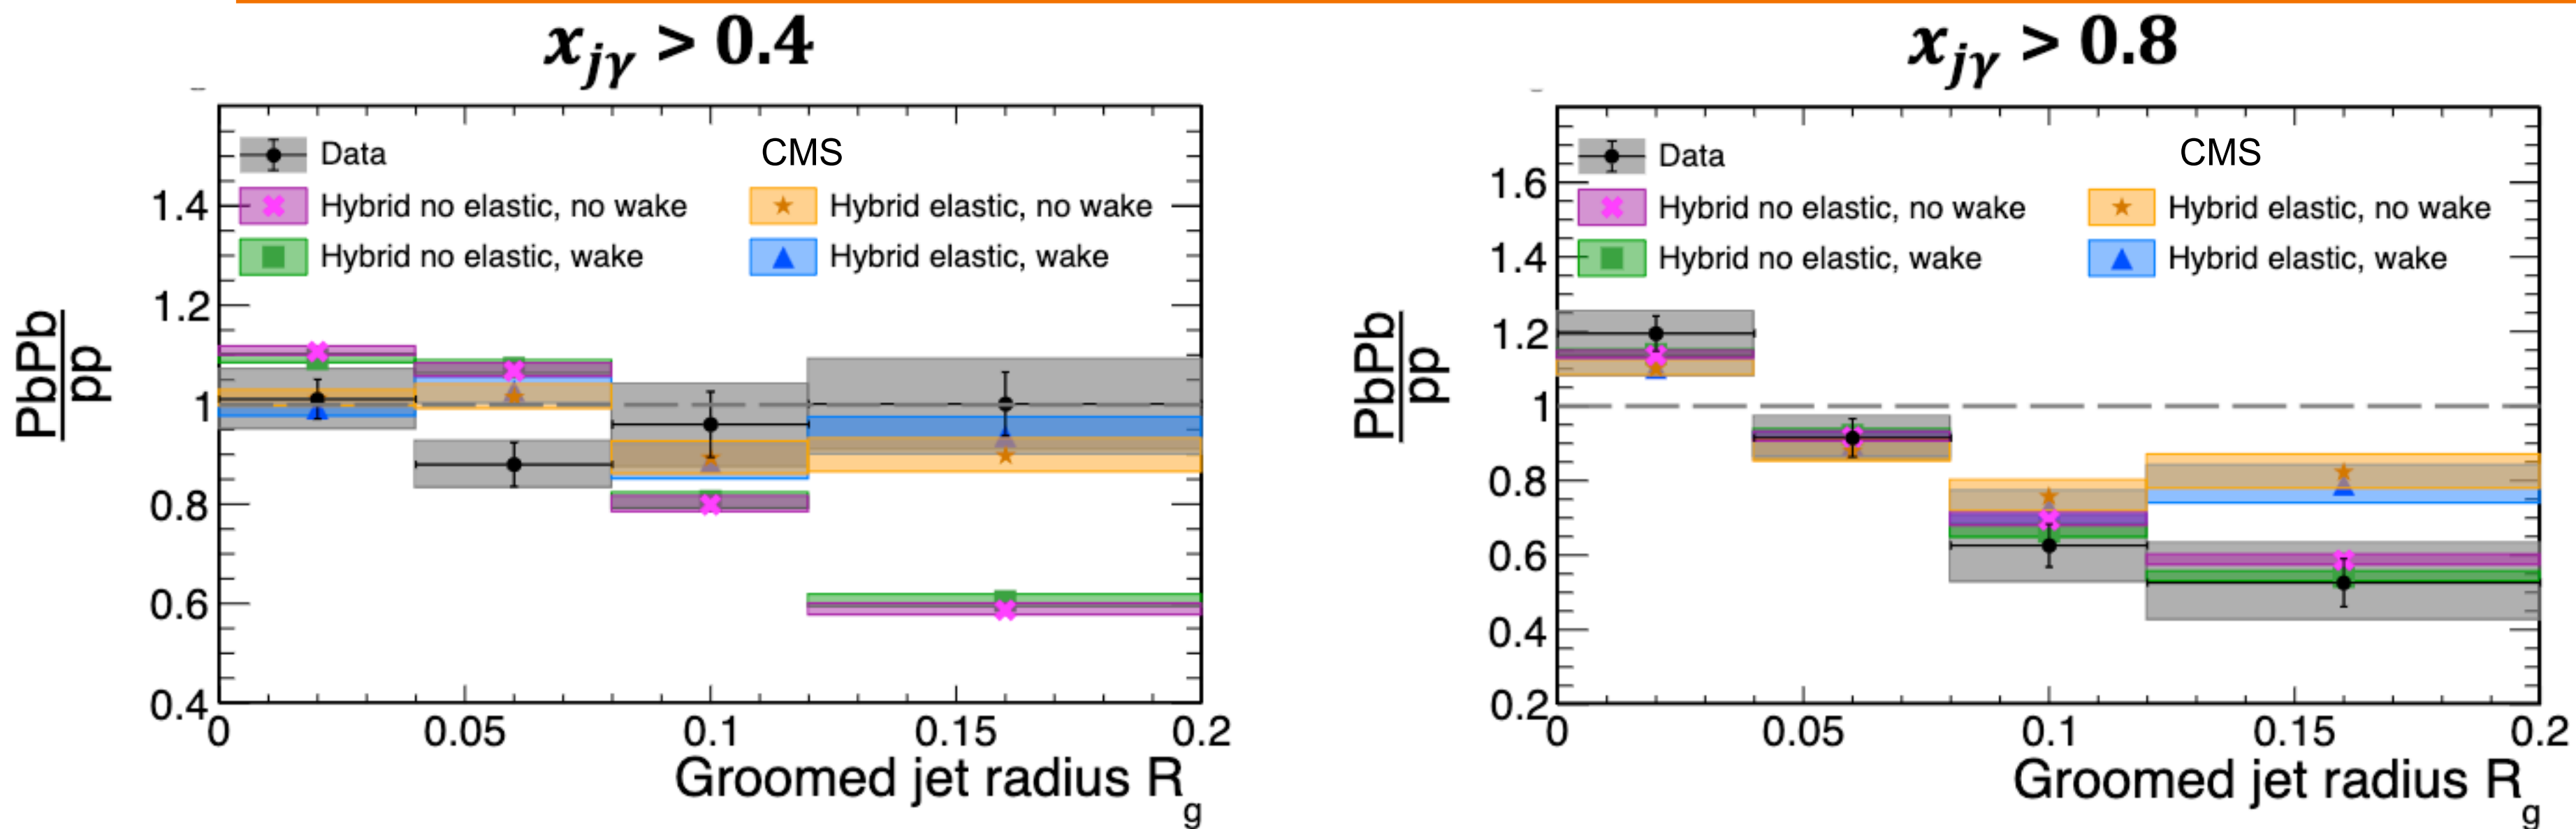 x_{jγ} > 0.4
Data
CMS
Hybrid no elastic, no wake
Hybrid elastic, no wake
Hybrid no elastic, wake
Hybrid elastic, wake
PbPb
pp
1.4
1.2
1
0.8
0.6
0.4
0 0.05 0.1 0.15 0.2
Groomed jet radius R_g
x_{jγ} > 0.8
Data
CMS
Hybrid no elastic, no wake
Hybrid elastic, no wake
Hybrid no elastic, wake
Hybrid elastic, wake
PbPb
pp
1.6
1.4
1.2
1
0.8
0.6
0.4
0.2
0 0.05 0.1 0.15 0.2
Groomed jet radius R_g